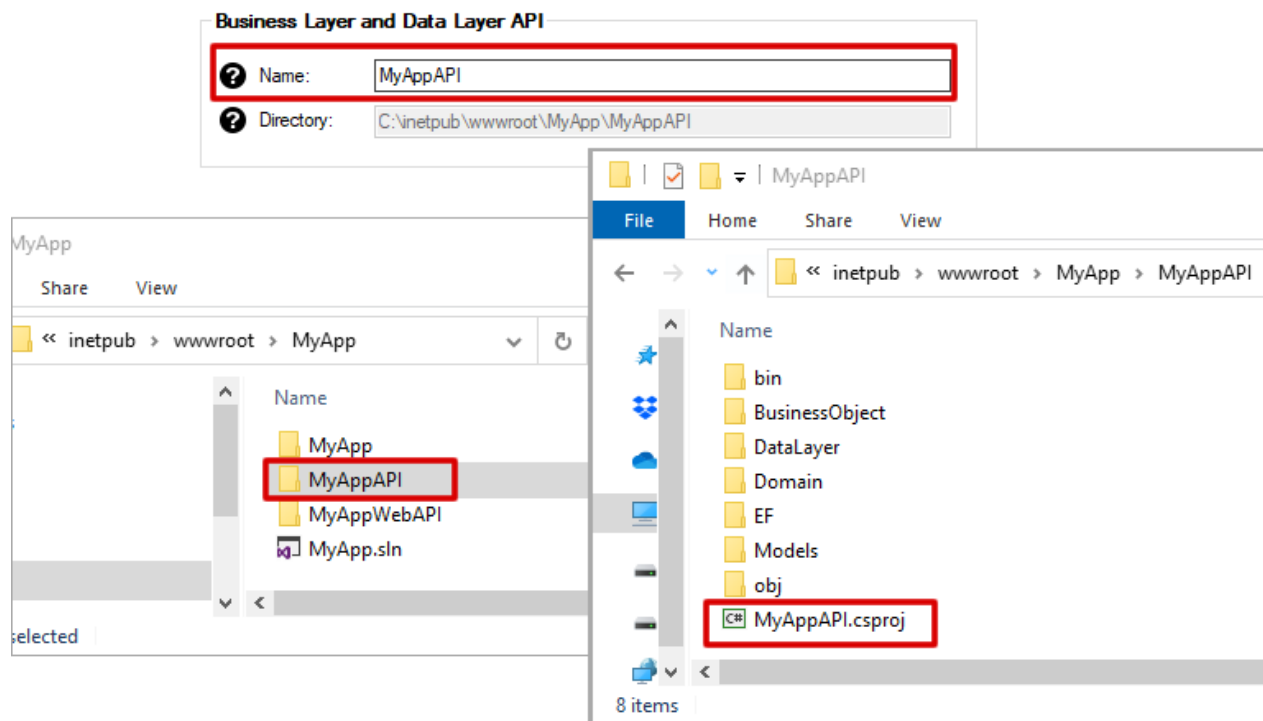 Business Layer and Data Layer API
? Name: MyAppAPI
? Directory: C:\inetpub\wwwroot\MyApp\MyAppAPI
MyApp
Share View
« inetpub > wwwroot > MyApp
Name
MyApp
MyAppAPI
MyAppWebAPI
MyApp.sln
selected
MyAppAPI
File Home Share View
« inetpub > wwwroot > MyApp > MyAppAPI
Name
bin
BusinessObject
DataLayer
Domain
EF
Models
obj
C# MyAppAPI.csproj
8 items